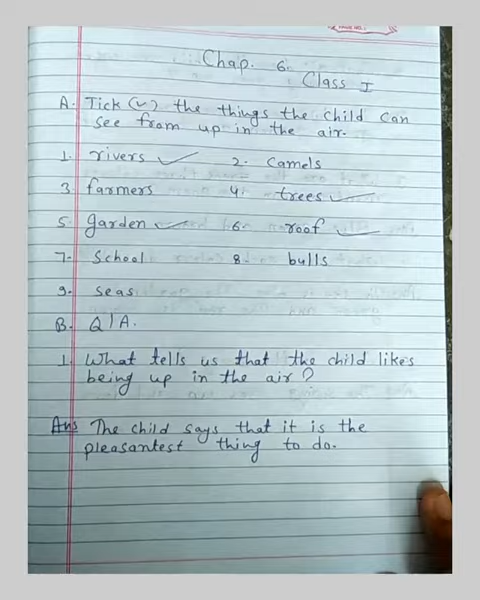 Chap. 6
Class I
A. Tick (✓) the things the child can
see from up in the air.
1. rivers ✓ 2. Camels
3. farmers 4. trees ✓
5. garden ✓ 6. roof ✓
7. School 8. bulls
9. seas
B. Q/A.
1. What tells us that the child likes
being up in the air?
Ans The child says that it is the
pleasantest thing to do.